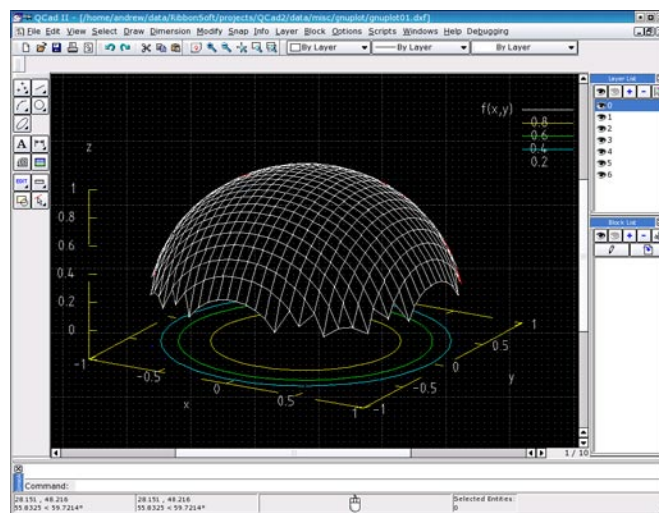 QCad II - [/home/andrew/data/RibbonSoft/projects/QCad2/data/misc/gnuplot/gnuplot01.dxf]
File Edit View Select Draw Dimension Modify Snap Info Layer Block Options Scripts Windows Help Debugging
By Layer By Layer By Layer
Layer List
0
1
2
3
4
5
6
Block List
A
EDIT
f(x,y)
0.8
0.6
0.4
0.2
z
1
0.8
0.6
0.4
0.2
0
-1
-0.5
0
0.5
1
x
-1
-0.5
0
0.5
1
y
1 / 10
Command:
28.151 , 48.216
55.8325 < 59.7214°
28.151 , 48.216
55.8325 < 59.7214°
Selected Entities:
0